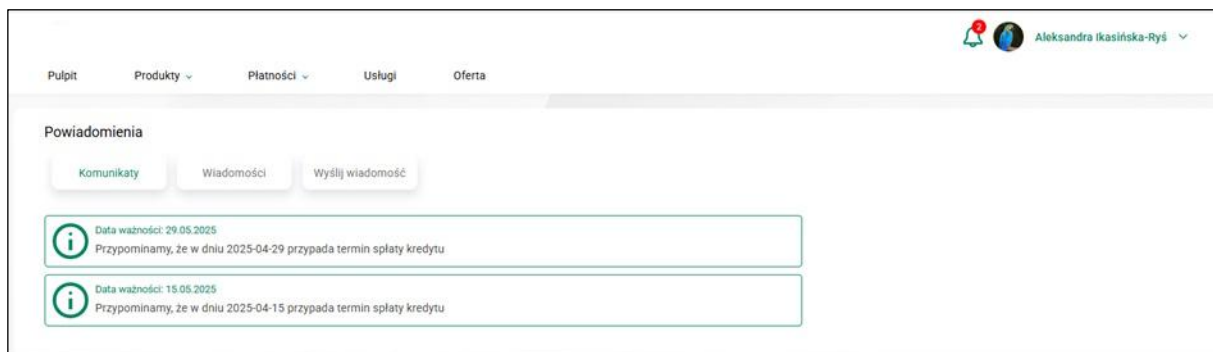 2
Aleksandra Ikasińska-Ryś
Pulpit Produkty Płatności Usługi Oferta
Powiadomienia
Komunikaty Wiadomości Wyślij wiadomość
Data ważności: 29.05.2025
Przypominamy, że w dniu 2025-04-29 przypada termin spłaty kredytu
Data ważności: 15.05.2025
Przypominamy, że w dniu 2025-04-15 przypada termin spłaty kredytu